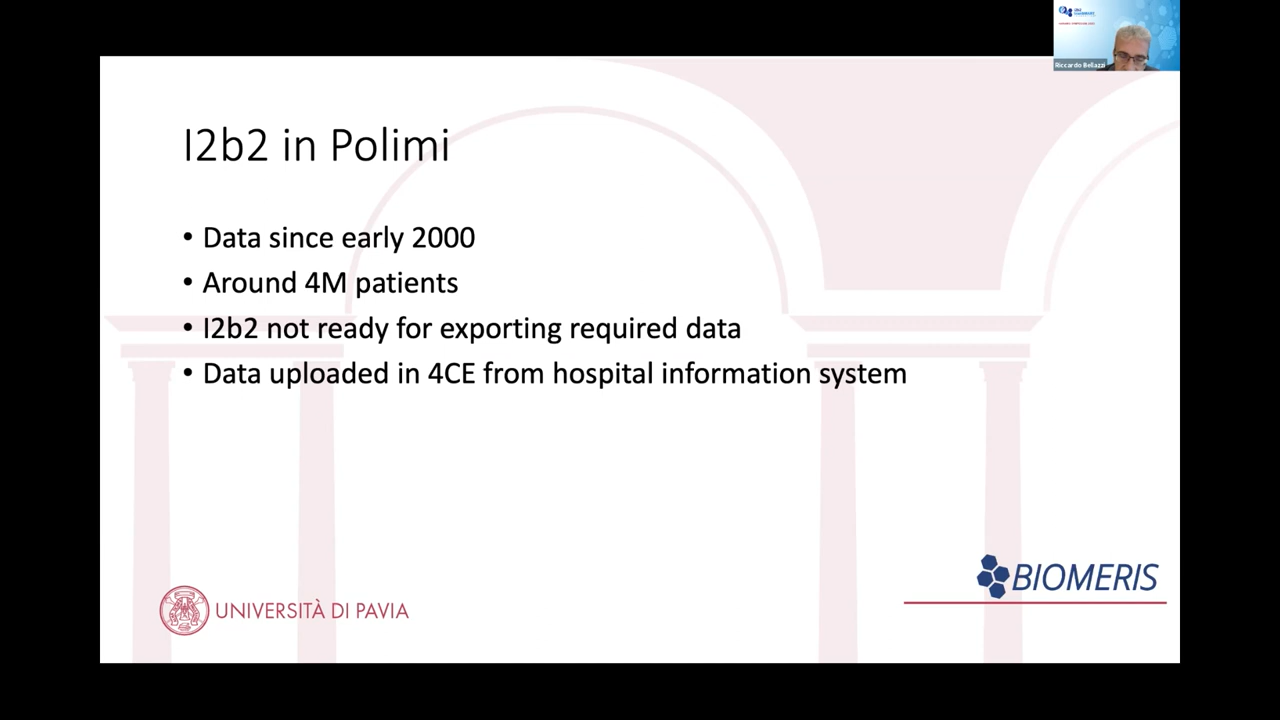 Riccardo Bellazzi
I2b2 in Polimi
• Data since early 2000
• Around 4M patients
• I2b2 not ready for exporting required data
• Data uploaded in 4CE from hospital information system
UNIVERSITÀ DI PAVIA
BIOMERIS